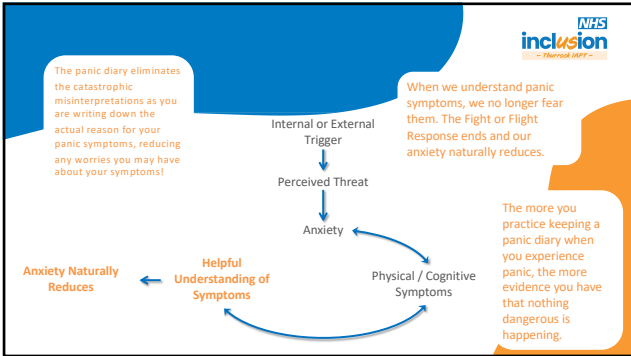 NHS
inclusion
~ Thurrock IAPT ~
The panic diary eliminates
the catastrophic
misinterpretations as you
are writing down the
actual reason for your
panic symptoms, reducing
any worries you may have
about your symptoms!
When we understand panic
symptoms, we no longer fear
them. The Fight or Flight
Response ends and our
anxiety naturally reduces.
Internal or External
Trigger
Perceived Threat
Anxiety
Physical / Cognitive
Symptoms
Helpful
Understanding of
Symptoms
Anxiety Naturally
Reduces
The more you
practice keeping a
panic diary when
you experience
panic, the more
evidence you have
that nothing
dangerous is
happening.